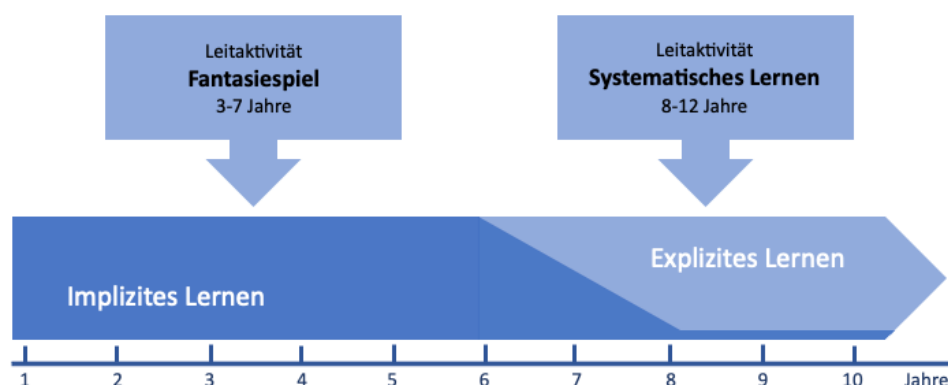 Leitaktivität
Fantasiespiel
3-7 Jahre
Leitaktivität
Systematisches Lernen
8-12 Jahre
Explizites Lernen
Implizites Lernen
1 2 3 4 5 6 7 8 9 10 Jahre